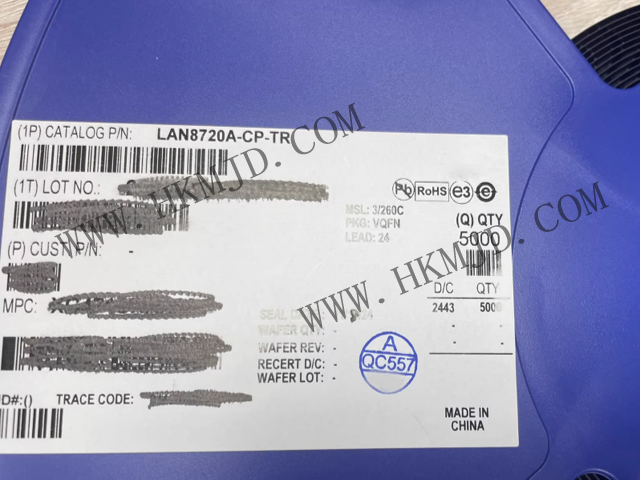 (1P) CATALOG P/N: LAN8720A-CP-TR
(1T) LOT NO.:
Pb RoHS e3 e
MSL: 3/260C
PKG: VQFN
LEAD: 24
(Q) QTY
5000
(P) CUST P/N: -
MPC:
D/C QTY
2443 5000
- -
- -
WAFER QTY: -
WAFER REV: -
RECERT D/C: -
WAFER LOT: -
A
QC557
D#:()
TRACE CODE:
MADE IN
CHINA
WWW.HKMJD.COM
WWW.HKMJD.COM